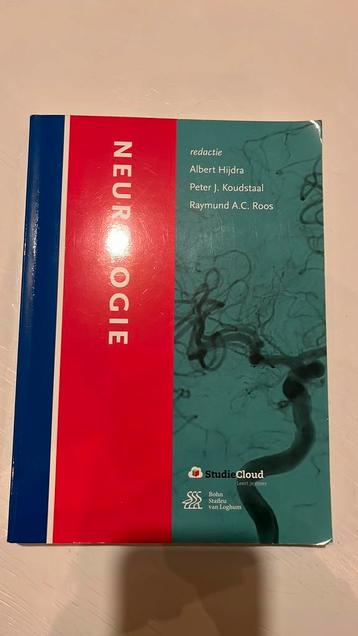 NEUROLOGIE
redactie
Albert Hijdra
Peter J. Koudstaal
Raymund A.C. Roos
StudieCloud
Bohn
Stafleu
van Loghum